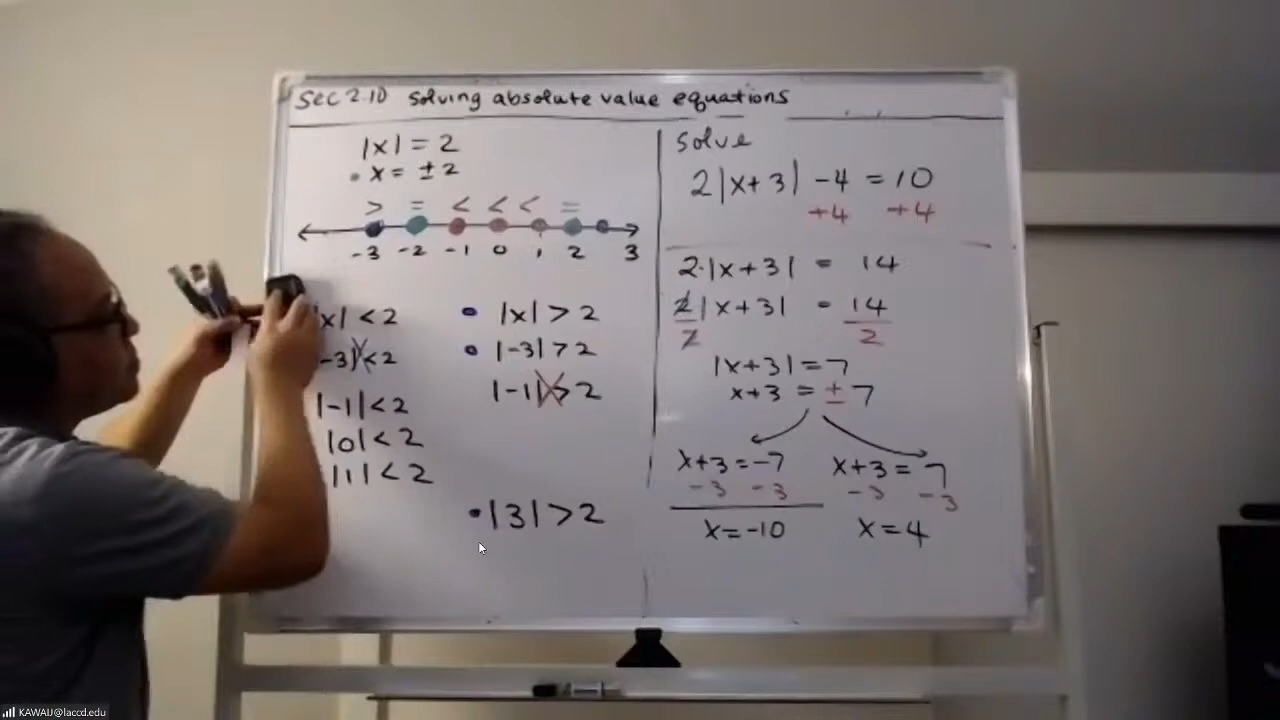 Sec 2.10 Solving absolute value equations
|x| = 2
• x = ± 2
> = < < < =
-3 -2 -1 0 1 2 3
|x| < 2
-3| < 2
|-1| < 2
|0| < 2
|1| < 2
• |x| > 2
• |-3| > 2
|-1| > 2
• |3| > 2
Solve
2|x+3| - 4 = 10
+4 +4
2·|x+3| = 14
2|x+3| = 14
2 2
|x+3| = 7
x+3 = ± 7
x+3 = -7
-3 -3
x = -10
x+3 = 7
-3 -3
x = 4
KAWAIJ@laccd.edu